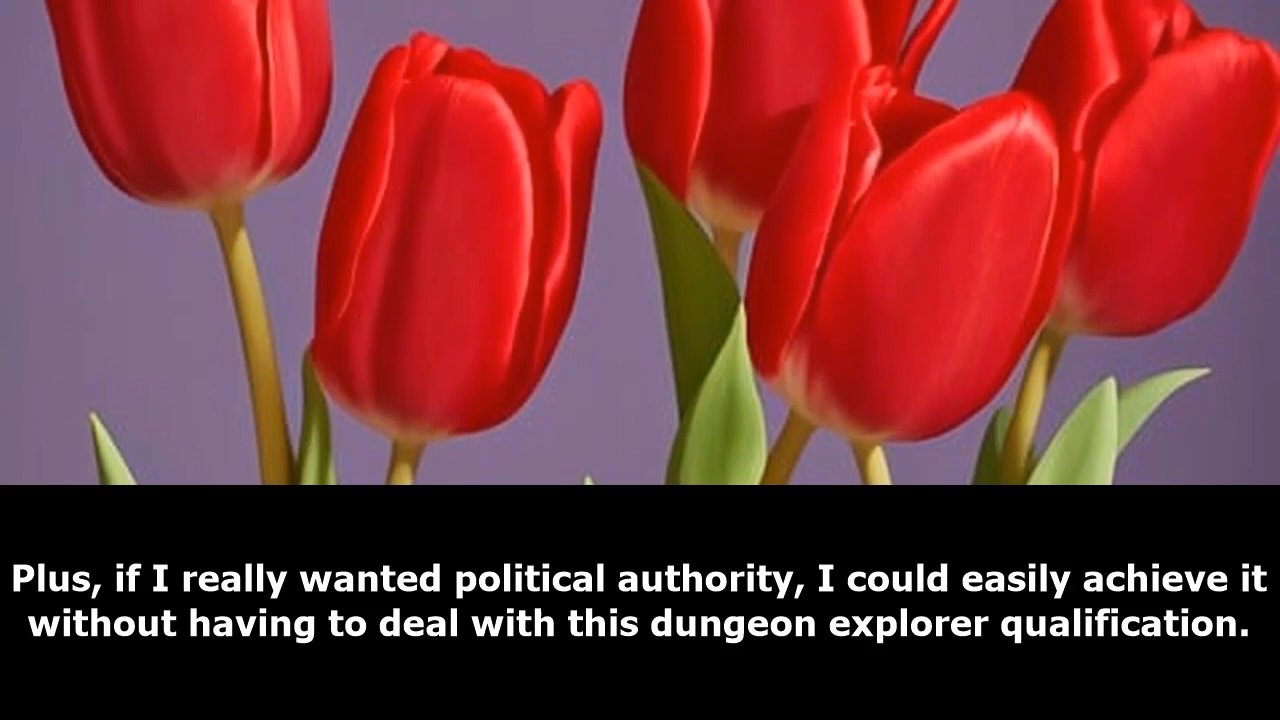 Plus, if I really wanted political authority, I could easily achieve it
without having to deal with this dungeon explorer qualification.